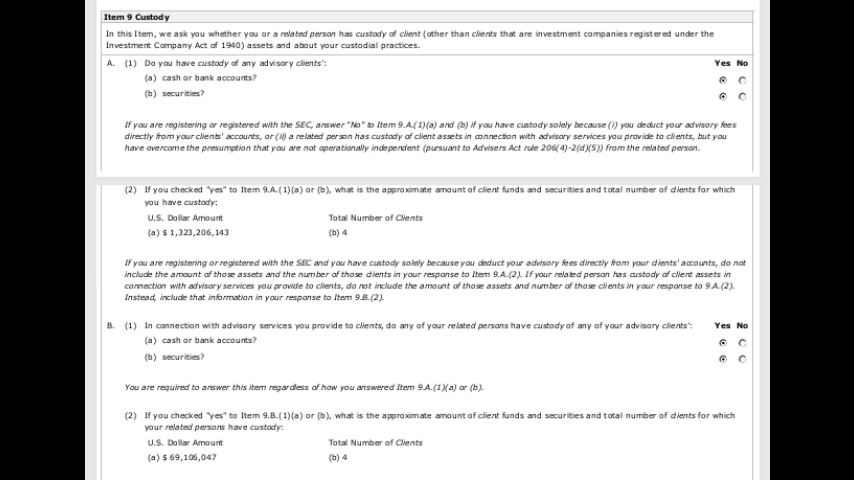 Item 9 Custody
In this Item, we ask you whether you or a related person has custody of client (other than clients that are investment companies registered under the
Investment Company Act of 1940) assets and about your custodial practices.
A. (1) Do you have custody of any advisory clients': Yes No
(a) cash or bank accounts?
(b) securities?
If you are registering or registered with the SEC, answer "No" to Item 9.A.(1)(a) and (b) if you have custody solely because (i) you deduct your advisory fees
directly from your clients' accounts, or (ii) a related person has custody of client assets in connection with advisory services you provide to clients, but you
have overcome the presumption that you are not operationally independent (pursuant to Advisers Act rule 206(4)-2(d)(5)) from the related person.
(2) If you checked "yes" to Item 9.A.(1)(a) or (b), what is the approximate amount of client funds and securities and total number of clients for which
you have custody:
U.S. Dollar Amount Total Number of Clients
(a) $ 1,323,206,143 (b) 4
If you are registering or registered with the SEC and you have custody solely because you deduct your advisory fees directly from your clients' accounts, do not
include the amount of those assets and the number of those clients in your response to Item 9.A.(2). If your related person has custody of client assets in
connection with advisory services you provide to clients, do not include the amount of those assets and number of those clients in your response to 9.A.(2).
Instead, include that information in your response to Item 9.B.(2).
B. (1) In connection with advisory services you provide to clients, do any of your related persons have custody of any of your advisory clients': Yes No
(a) cash or bank accounts?
(b) securities?
You are required to answer this item regardless of how you answered Item 9.A.(1)(a) or (b).
(2) If you checked "yes" to Item 9.B.(1)(a) or (b), what is the approximate amount of client funds and securities and total number of clients for which
your related persons have custody:
U.S. Dollar Amount Total Number of Clients
(a) $ 69,106,047 (b) 4